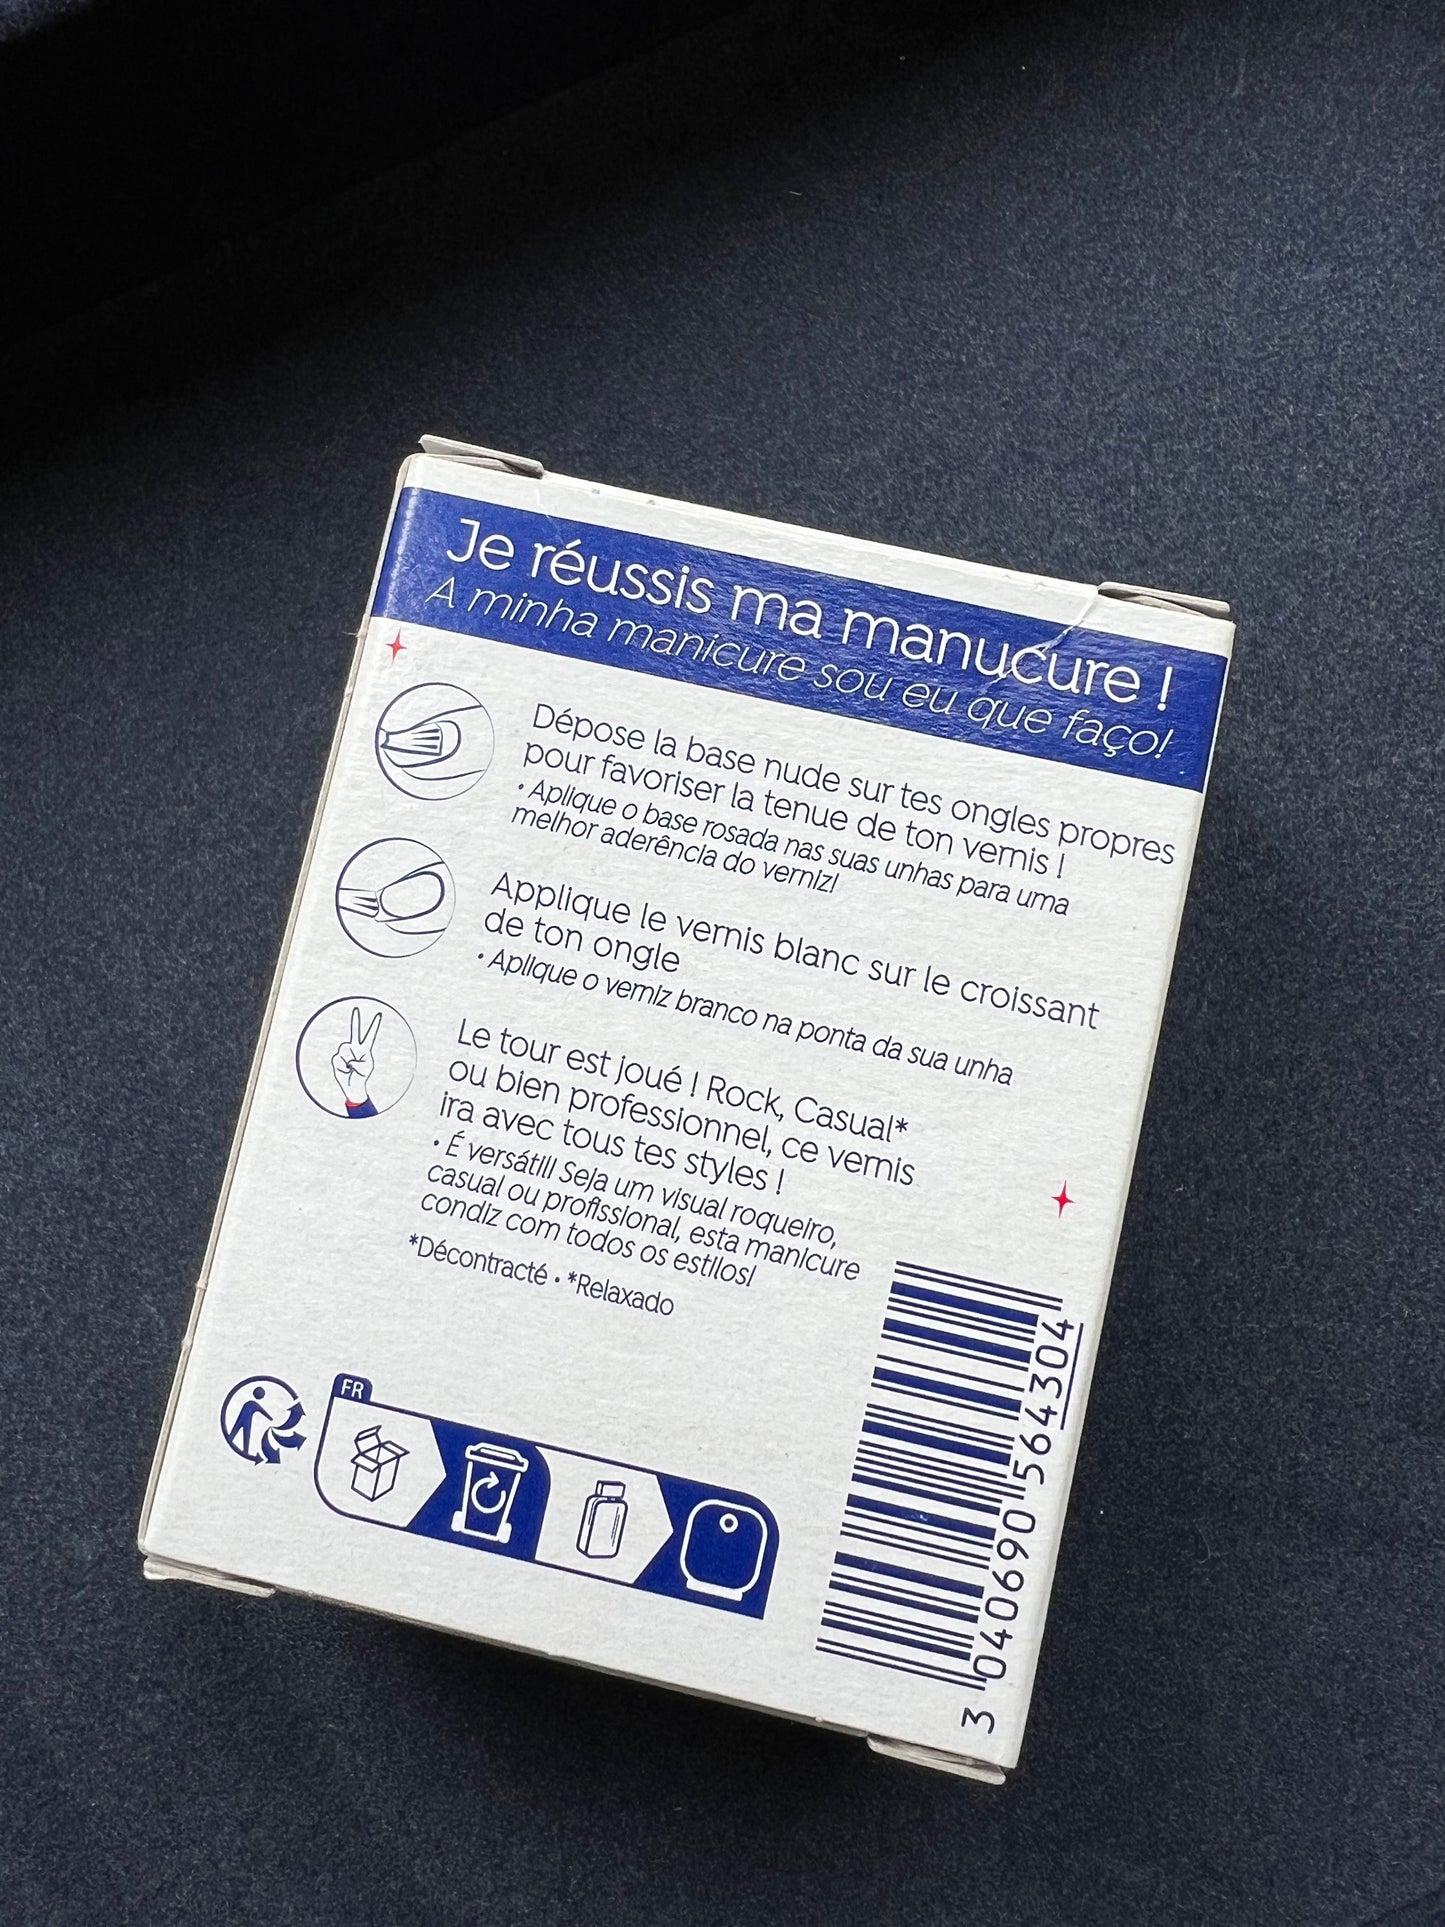 Je réussis ma manucure !
A minha manicure sou eu que faço!
Dépose la base nude sur tes ongles propres
pour favoriser la tenue de ton vernis !
• Aplique o base rosada nas suas unhas para uma
melhor aderência do verniz!
Applique le vernis blanc sur le croissant
de ton ongle
• Aplique o verniz branco na ponta da sua unha
Le tour est joué ! Rock, Casual*
ou bien professionnel, ce vernis
ira avec tous tes styles !
• É versátil! Seja um visual roqueiro,
casual ou profissional, esta manicure
condiz com todos os estilos!
*Décontracté • *Relaxado
FR
3 040690 564304